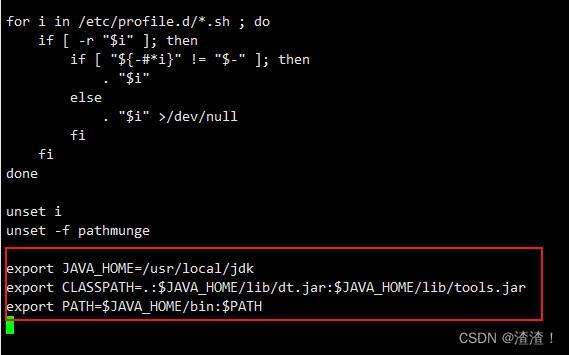 for i in /etc/profile.d/*.sh ; do
    if [ -r "$i" ]; then
        if [ "${-#*i}" != "$-" ]; then
            . "$i"
        else
            . "$i" >/dev/null
        fi
    fi
done
unset i
unset -f pathmunge
export JAVA_HOME=/usr/local/jdk
export CLASSPATH=.:$JAVA_HOME/lib/dt.jar:$JAVA_HOME/lib/tools.jar
export PATH=$JAVA_HOME/bin:$PATH
CSDN @渣渣！